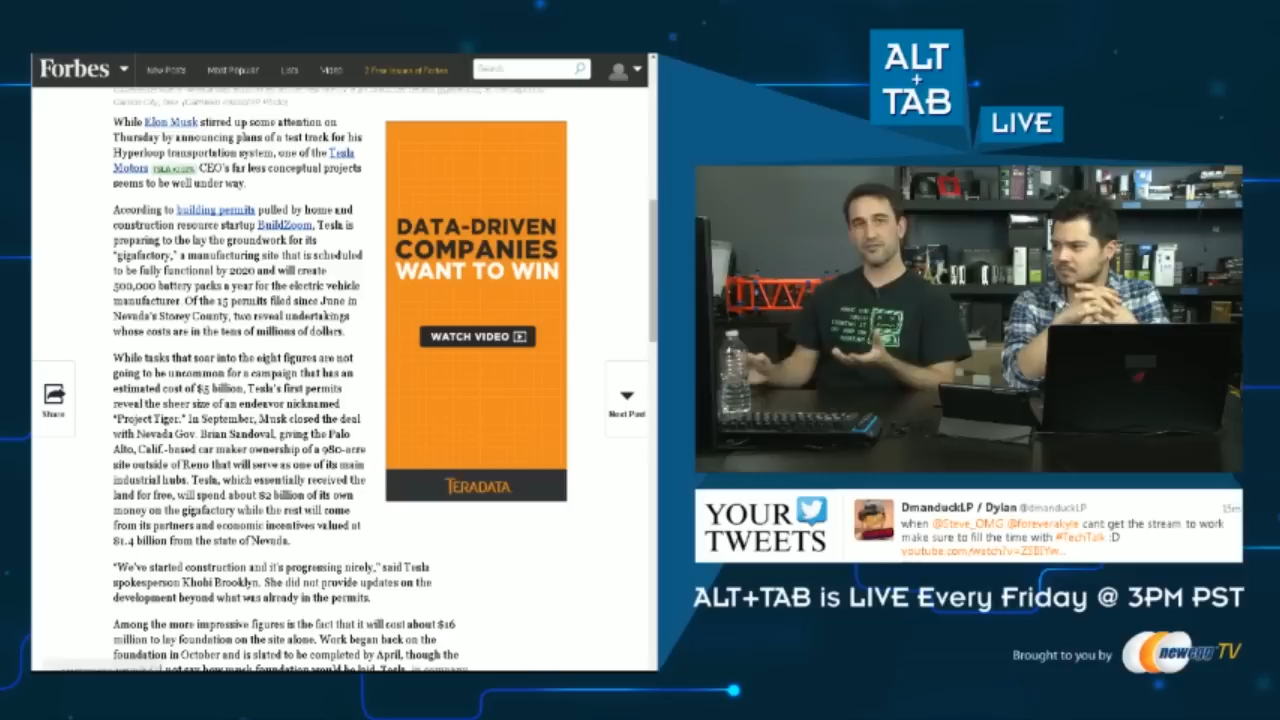 Forbes
New Posts
Most Popular
Lists
Video
2 Free Issues of Forbes
Search
While Elon Musk stirred up some attention on
Thursday by announcing plans of a test track for his
Hyperloop transportation system, one of the Tesla
Motors CEO's far less conceptual projects
seems to be well under way.
According to building permits pulled by home and
construction resource startup BuildZoom, Tesla is
preparing to the lay the groundwork for its
"gigafactory," a manufacturing site that is scheduled
to be fully functional by 2020 and will create
500,000 battery packs a year for the electric vehicle
manufacturer. Of the 15 permits filed since June in
Nevada's Storey County, two reveal undertakings
whose costs are in the tens of millions of dollars.
While tasks that soar into the eight figures are not
going to be uncommon for a campaign that has an
estimated cost of $5 billion, Tesla's first permits
reveal the sheer size of an endeavor nicknamed
"Project Tiger." In September, Musk closed the deal
with Nevada Gov. Brian Sandoval, giving the Palo
Alto, Calif.-based car maker ownership of a 980-acre
site outside of Reno that will serve as one of its main
industrial hubs. Tesla, which essentially received the
land for free, will spend about $2 billion of its own
money on the gigafactory while the rest will come
from its partners and economic incentives valued at
$1.4 billion from the state of Nevada.
"We've started construction and it's progressing nicely," said Tesla
spokesperson Khobi Brooklyn. She did not provide updates on the
development beyond what was already in the permits.
Among the more impressive figures is the fact that it will cost about $16
million to lay foundation on the site alone. Work began back on the
foundation in October and is slated to be completed by April, though the
not say how much foundation would be laid. Tesla, in company
Share
Next Post
DATA-DRIVEN
COMPANIES
WANT TO WIN
WATCH VIDEO
TERADATA
ALT
+
TAB
LIVE
YOUR
TWEETS
DmanduckLP / Dylan @dmanduckLP
15m
when @Steve_OMG @foreverakyle cant get the stream to work
make sure to fill the time with #TechTalk :D
ALT+TAB is LIVE Every Friday @ 3PM PST
Brought to you by
newegg TV